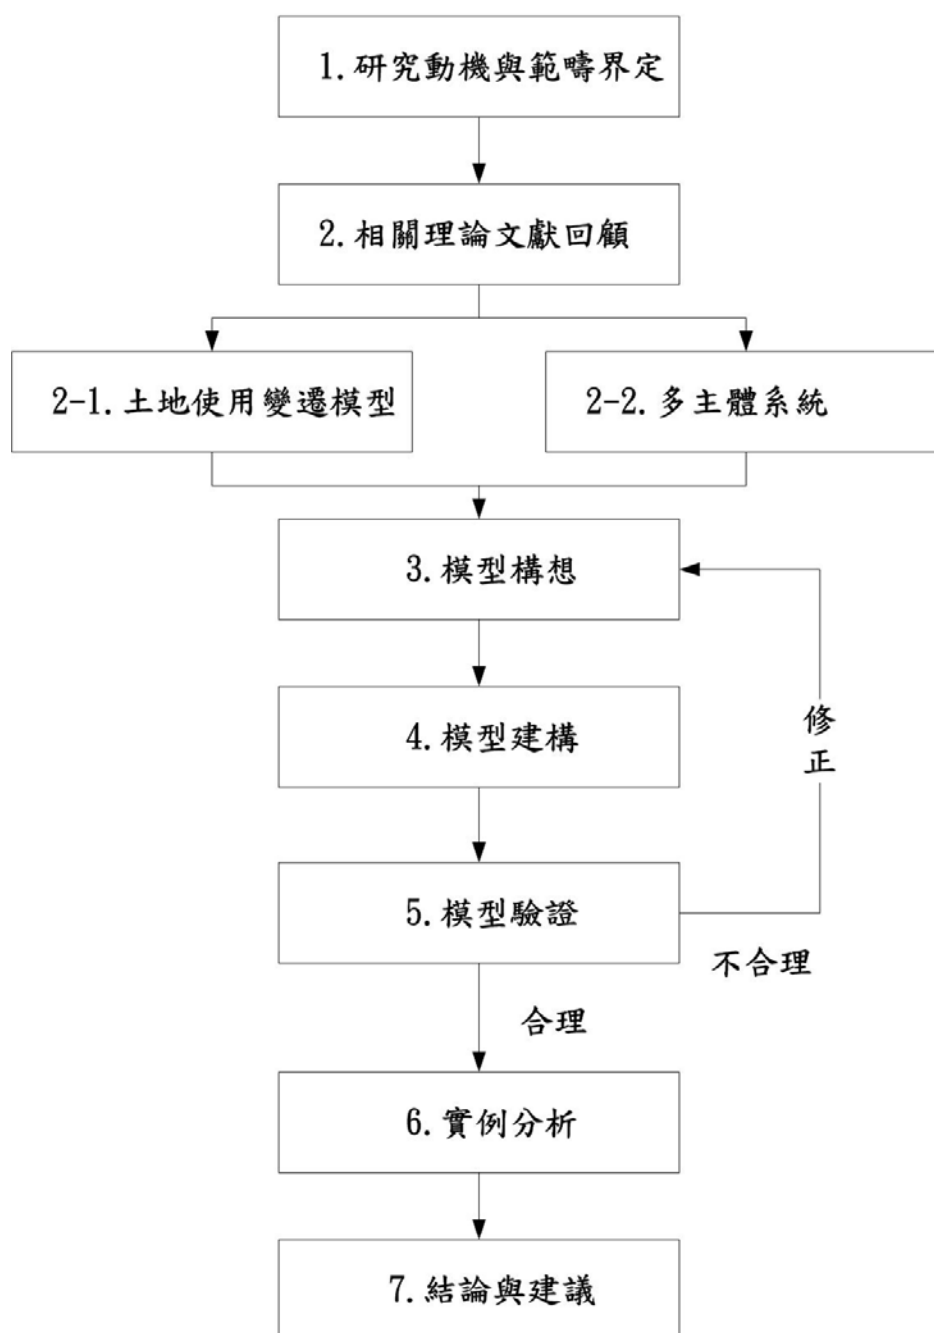 1.研究動機與範疇界定
2.相關理論文獻回顧
2-1.土地使用變遷模型
2-2.多主體系統
3.模型構想
4.模型建構
修
正
5.模型驗證
不合理
合理
6.實例分析
7.結論與建議